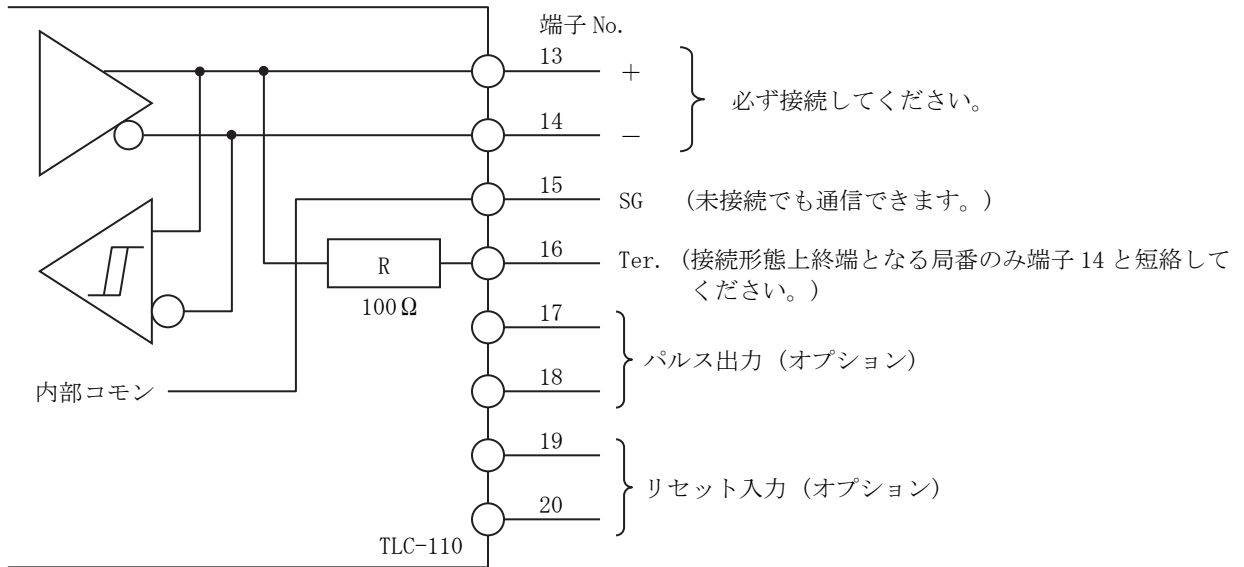 端子 No.
13
+
必ず接続してください。
14
−
15
SG (未接続でも通信できます。)
16
Ter. (接続形態上終端となる局番のみ端子 14 と短絡して
ください。)
R
100Ω
17
パルス出力 (オプション)
18
内部コモン
19
リセット入力 (オプション)
20
TLC-110